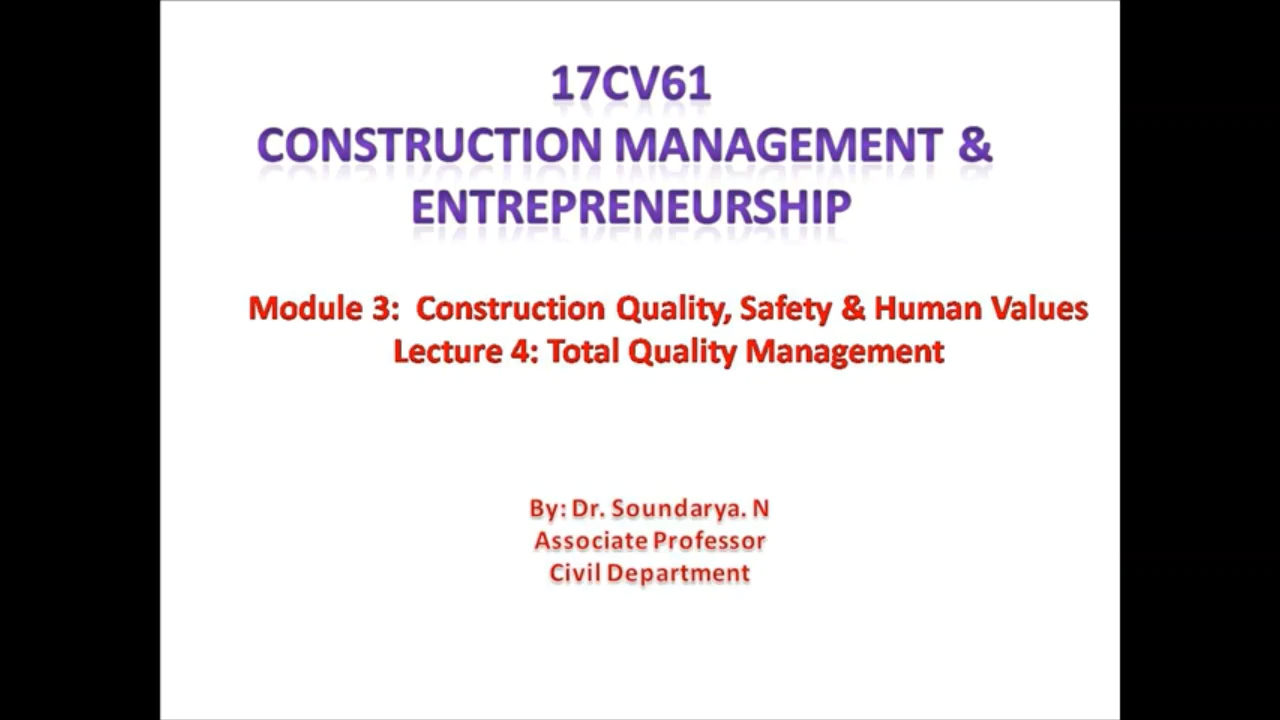 17CV61
CONSTRUCTION MANAGEMENT &
ENTREPRENEURSHIP
Module 3: Construction Quality, Safety & Human Values
Lecture 4: Total Quality Management
By: Dr. Soundarya. N
Associate Professor
Civil Department